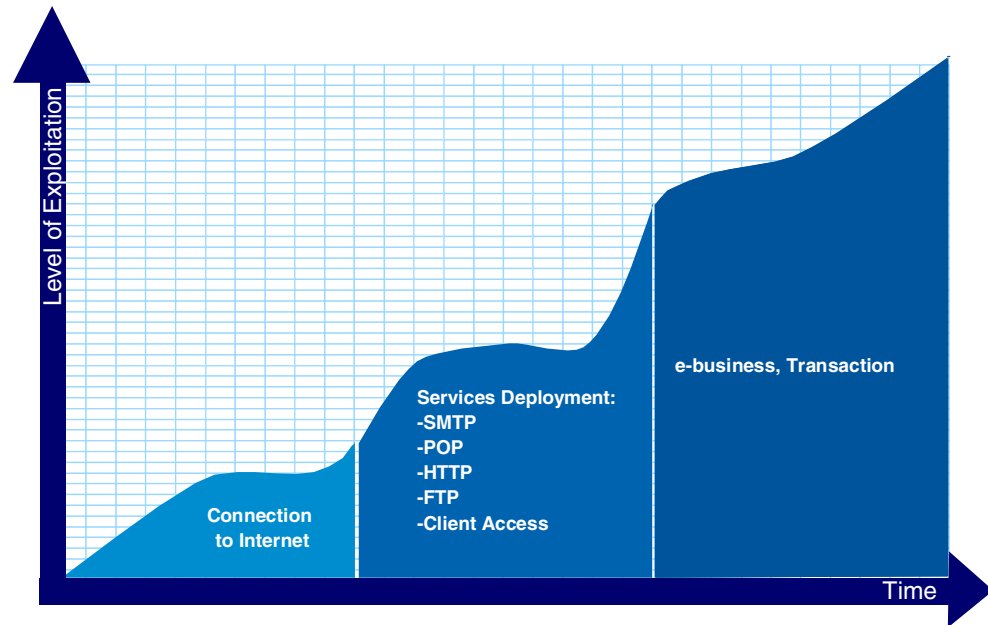 Level of Exploitation
Connection
to Internet
Services Deployment:
-SMTP
-POP
-HTTP
-FTP
-Client Access
e-business, Transaction
Time